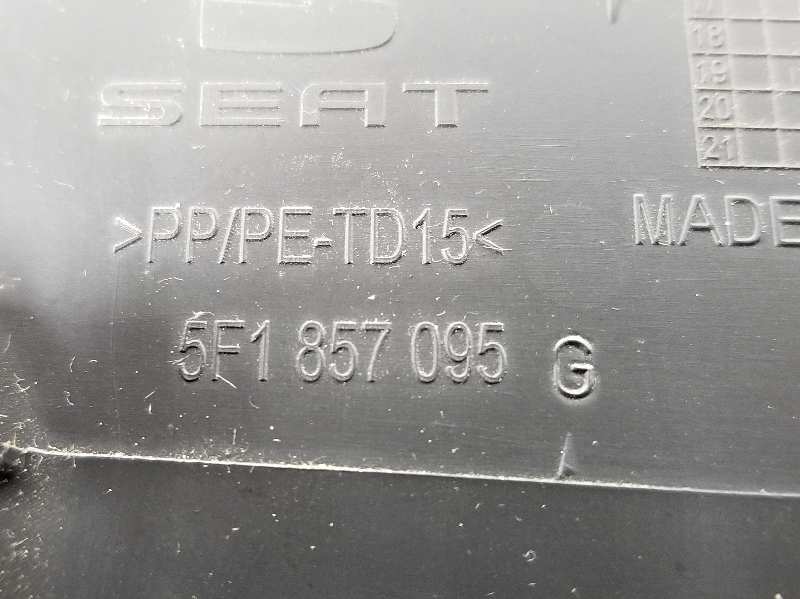 SEAT
>PP/PE-TD15<
5F1 857 095 G
18
19
20
21
MADE